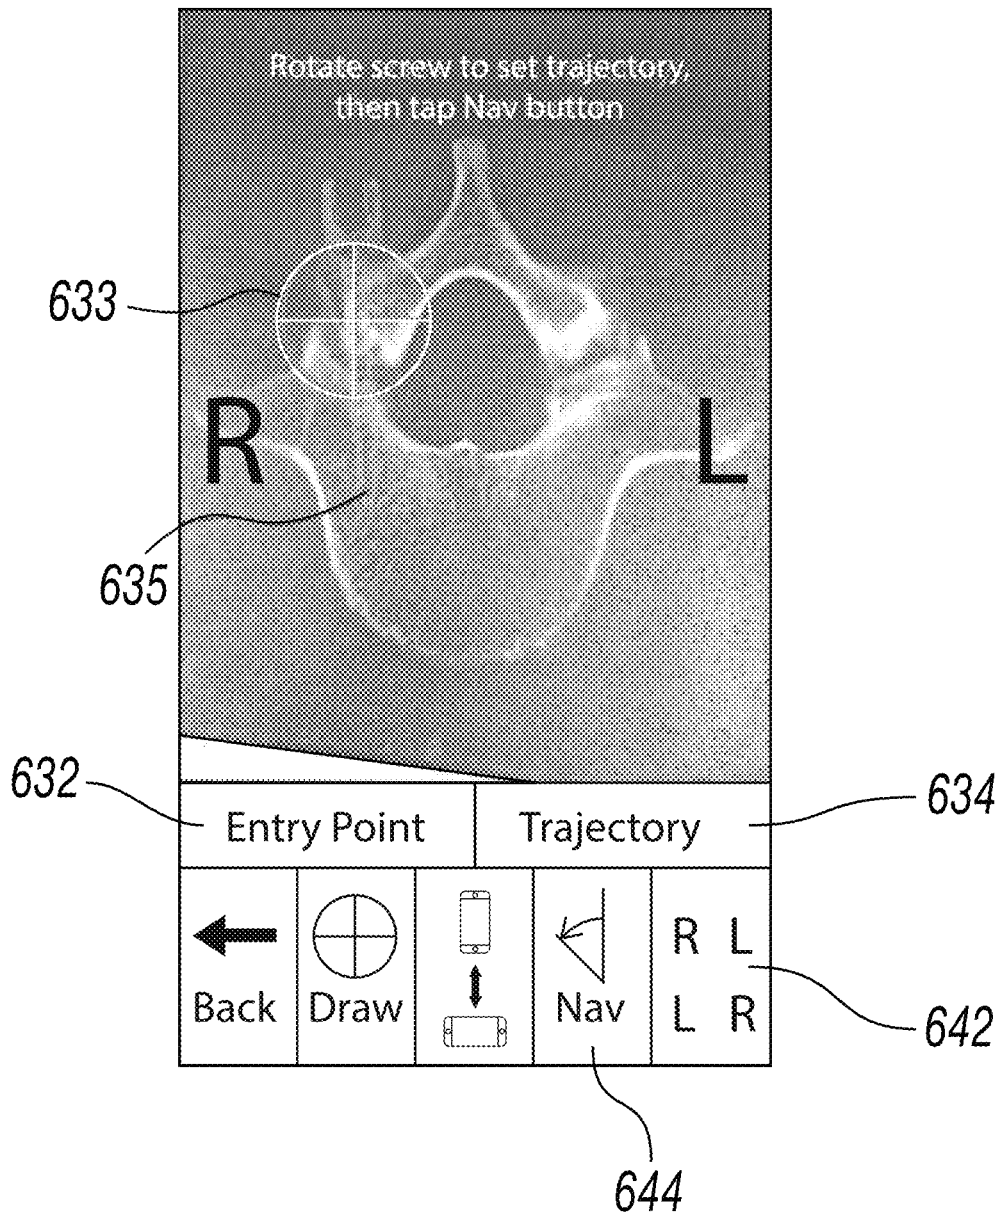 Rotate screw to set trajectory,
then tap Nav button
633
R
L
635
632
634
Entry Point
Trajectory
Back
Draw
Nav
R L
L R
642
644